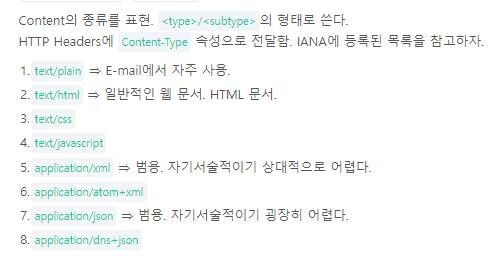 Content의 종류를 표현. <type>/<subtype> 의 형태로 쓴다.
HTTP Headers에 Content-Type 속성으로 전달함. IANA에 등록된 목록을 참고하자.
1. text/plain ⇒ E-mail에서 자주 사용.
2. text/html ⇒ 일반적인 웹 문서. HTML 문서.
3. text/css
4. text/javascript
5. application/xml ⇒ 범용. 자기서술적이기 상대적으로 어렵다.
6. application/atom+xml
7. application/json ⇒ 범용. 자기서술적이기 굉장히 어렵다.
8. application/dns+json